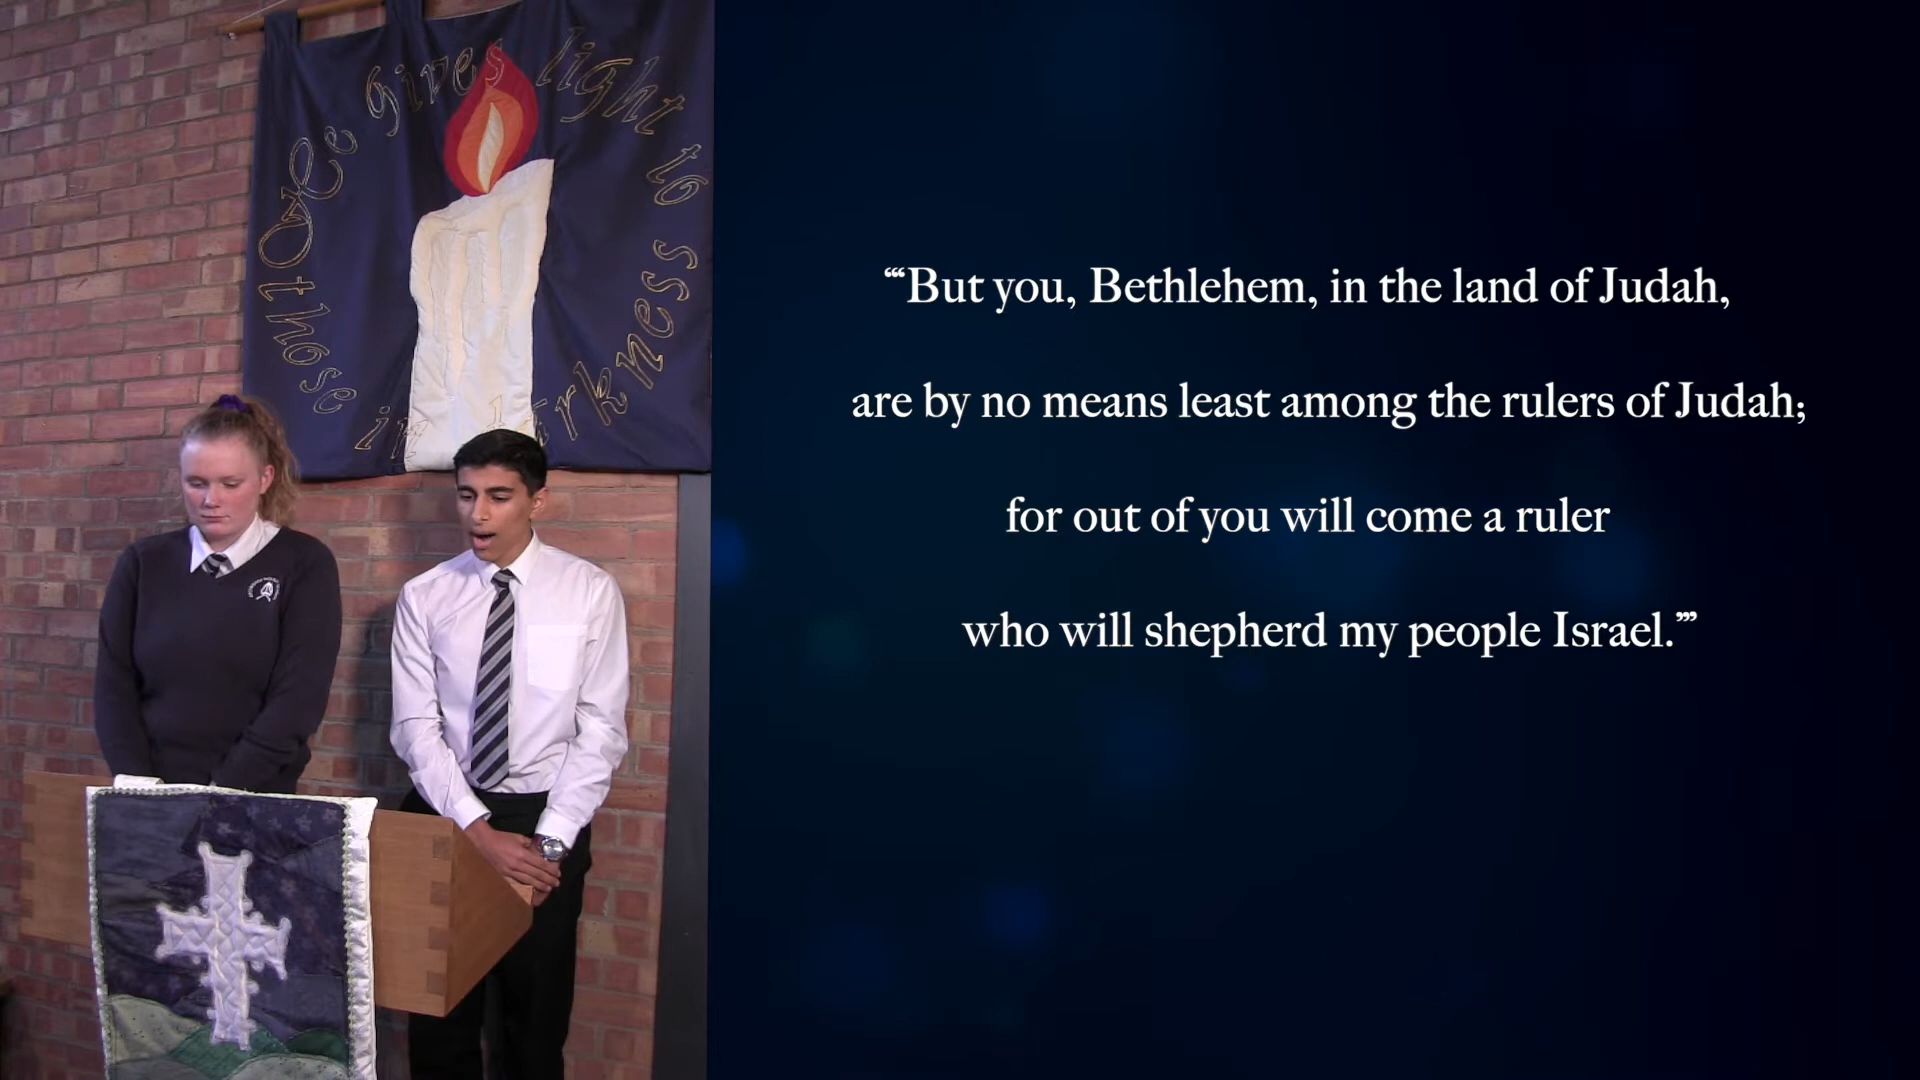 He gives light to
those in darkness
“‘But you, Bethlehem, in the land of Judah,
are by no means least among the rulers of Judah;
for out of you will come a ruler
who will shepherd my people Israel.’”